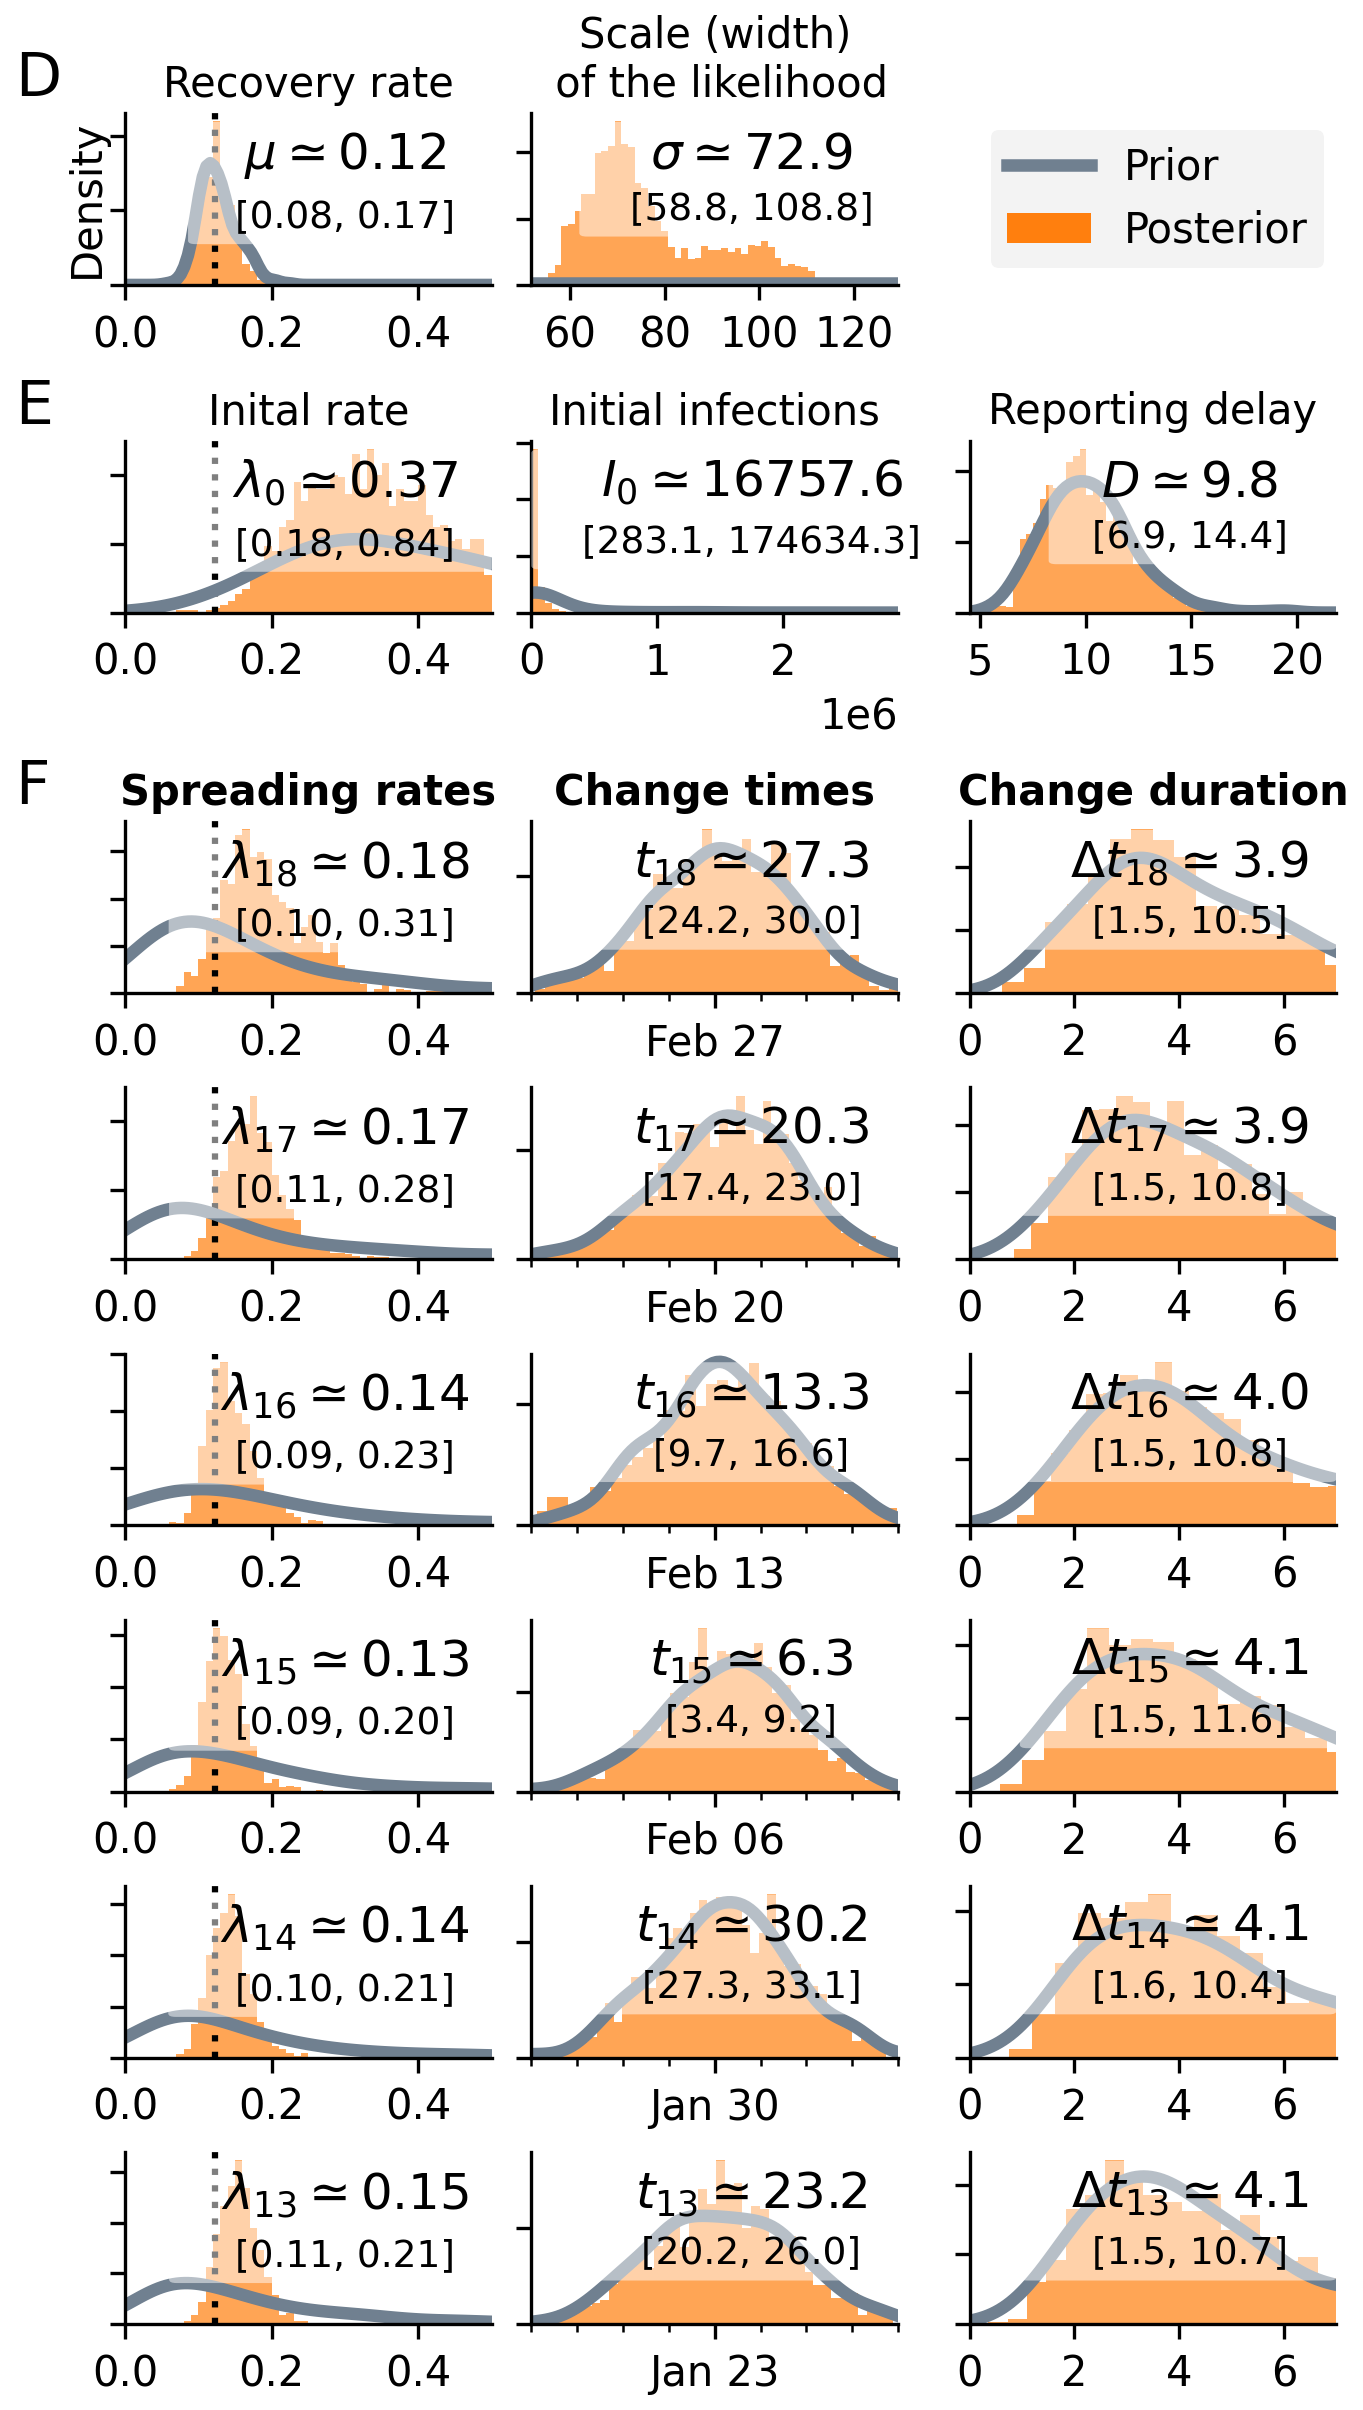 D
Recovery rate
Scale (width)
of the likelihood
Density
μ ≃ 0.12
[0.08, 0.17]
0.0 0.2 0.4
σ ≃ 72.9
[58.8, 108.8]
60 80 100 120
Prior
Posterior
E
Inital rate
λ0 ≃ 0.37
[0.18, 0.84]
0.0 0.2 0.4
Initial infections
I0 ≃ 16757.6
[283.1, 174634.3]
0 1 2
1e6
Reporting delay
D ≃ 9.8
[6.9, 14.4]
5 10 15 20
F
Spreading rates
Change times
Change duration
λ18 ≃ 0.18
[0.10, 0.31]
0.0 0.2 0.4
t18 ≃ 27.3
[24.2, 30.0]
Feb 27
Δt18 ≃ 3.9
[1.5, 10.5]
0 2 4 6
λ17 ≃ 0.17
[0.11, 0.28]
0.0 0.2 0.4
t17 ≃ 20.3
[17.4, 23.0]
Feb 20
Δt17 ≃ 3.9
[1.5, 10.8]
0 2 4 6
λ16 ≃ 0.14
[0.09, 0.23]
0.0 0.2 0.4
t16 ≃ 13.3
[9.7, 16.6]
Feb 13
Δt16 ≃ 4.0
[1.5, 10.8]
0 2 4 6
λ15 ≃ 0.13
[0.09, 0.20]
0.0 0.2 0.4
t15 ≃ 6.3
[3.4, 9.2]
Feb 06
Δt15 ≃ 4.1
[1.5, 11.6]
0 2 4 6
λ14 ≃ 0.14
[0.10, 0.21]
0.0 0.2 0.4
t14 ≃ 30.2
[27.3, 33.1]
Jan 30
Δt14 ≃ 4.1
[1.6, 10.4]
0 2 4 6
λ13 ≃ 0.15
[0.11, 0.21]
0.0 0.2 0.4
t13 ≃ 23.2
[20.2, 26.0]
Jan 23
Δt13 ≃ 4.1
[1.5, 10.7]
0 2 4 6